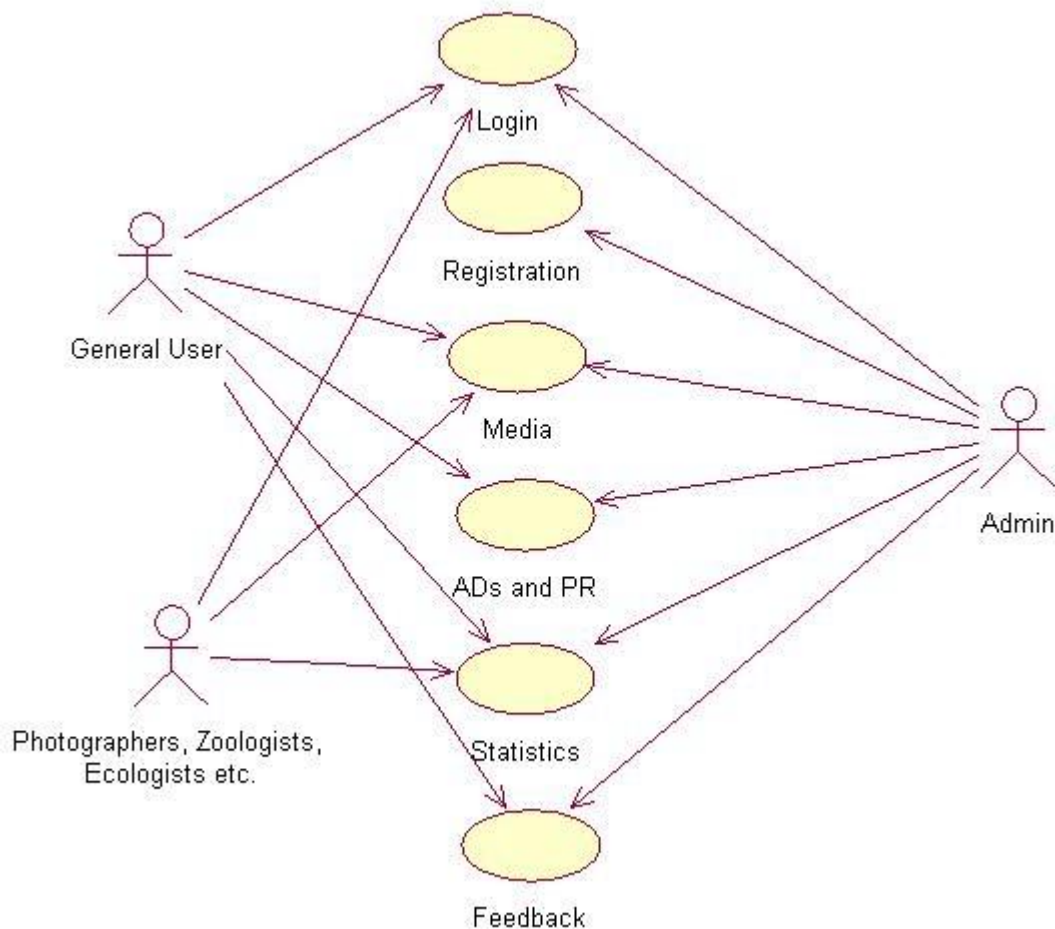 Login
Registration
General User
Media
Admin
ADs and PR
Photographers, Zoologists,
Ecologists etc.
Statistics
Feedback